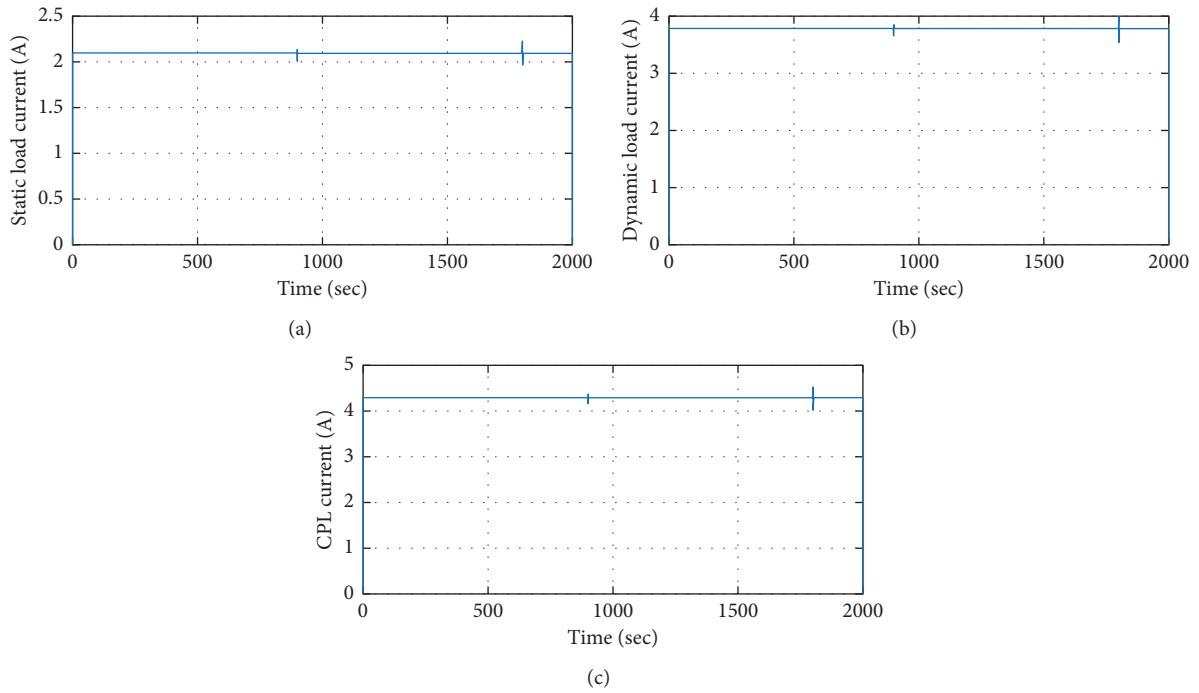 Static load current (A)
2.5
2
1.5
1
0.5
0
0 500 1000 1500 2000
Time (sec)
(a)
Dynamic load current (A)
4
3
2
1
0
0 500 1000 1500 2000
Time (sec)
(b)
CPL current (A)
5
4
3
2
1
0
0 500 1000 1500 2000
Time (sec)
(c)